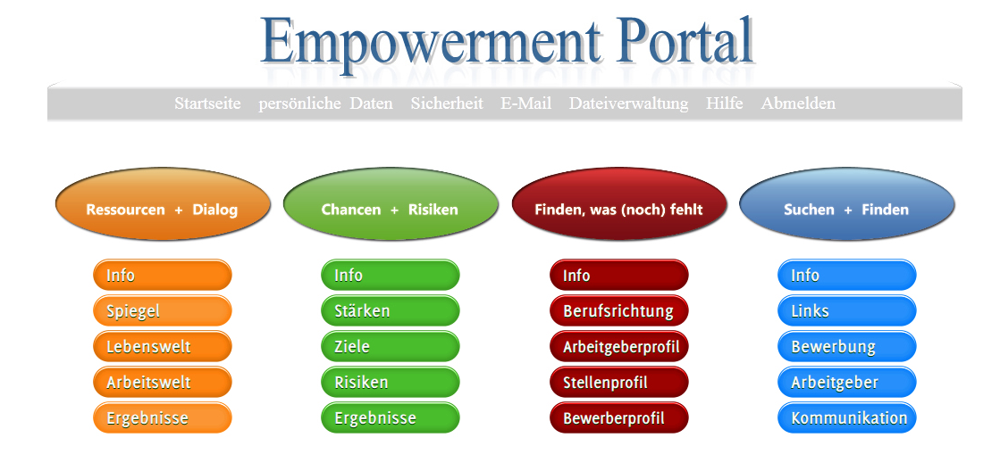 Empowerment Portal
Startseite persönliche Daten Sicherheit E-Mail Dateiverwaltung Hilfe Abmelden
Ressourcen + Dialog
Info
Spiegel
Lebenswelt
Arbeitswelt
Ergebnisse
Chancen + Risiken
Info
Stärken
Ziele
Risiken
Ergebnisse
Finden, was (noch) fehlt
Info
Berufsrichtung
Arbeitgeberprofil
Stellenprofil
Bewerberprofil
Suchen + Finden
Info
Links
Bewerbung
Arbeitgeber
Kommunikation